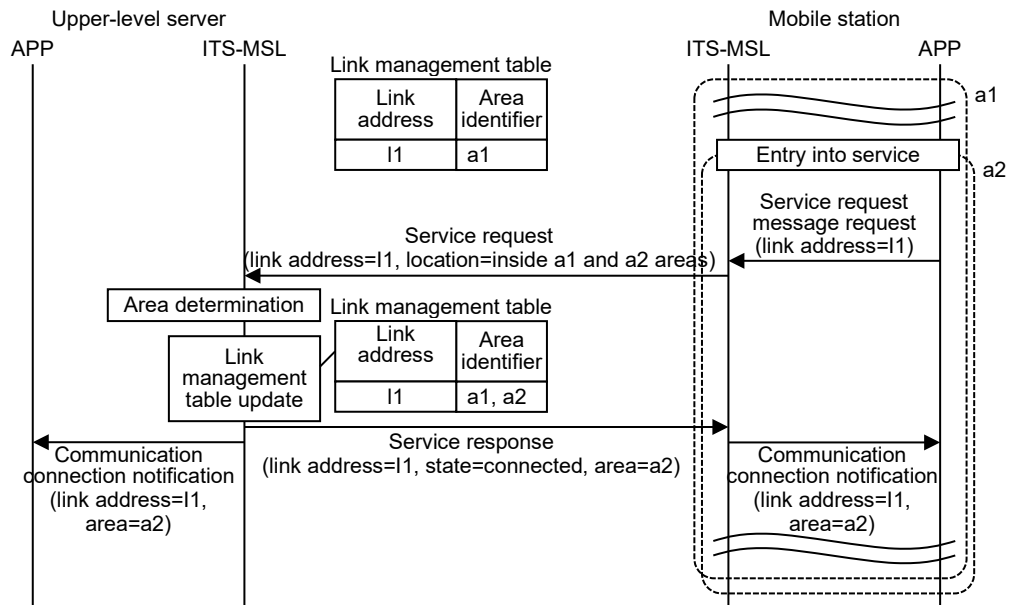 Upper-level server
Mobile station
APP
ITS-MSL
ITS-MSL
APP
Link management table
Link
address
Area
identifier
l1
a1
a1
Entry into service
a2
Service request
message request
(link address=l1)
Service request
(link address=l1, location=inside a1 and a2 areas)
Area determination
Link management table
Link
address
Area
identifier
l1
a1, a2
Link
management
table update
Service response
(link address=l1, state=connected, area=a2)
Communication
connection notification
(link address=l1,
area=a2)
Communication
connection notification
(link address=l1,
area=a2)